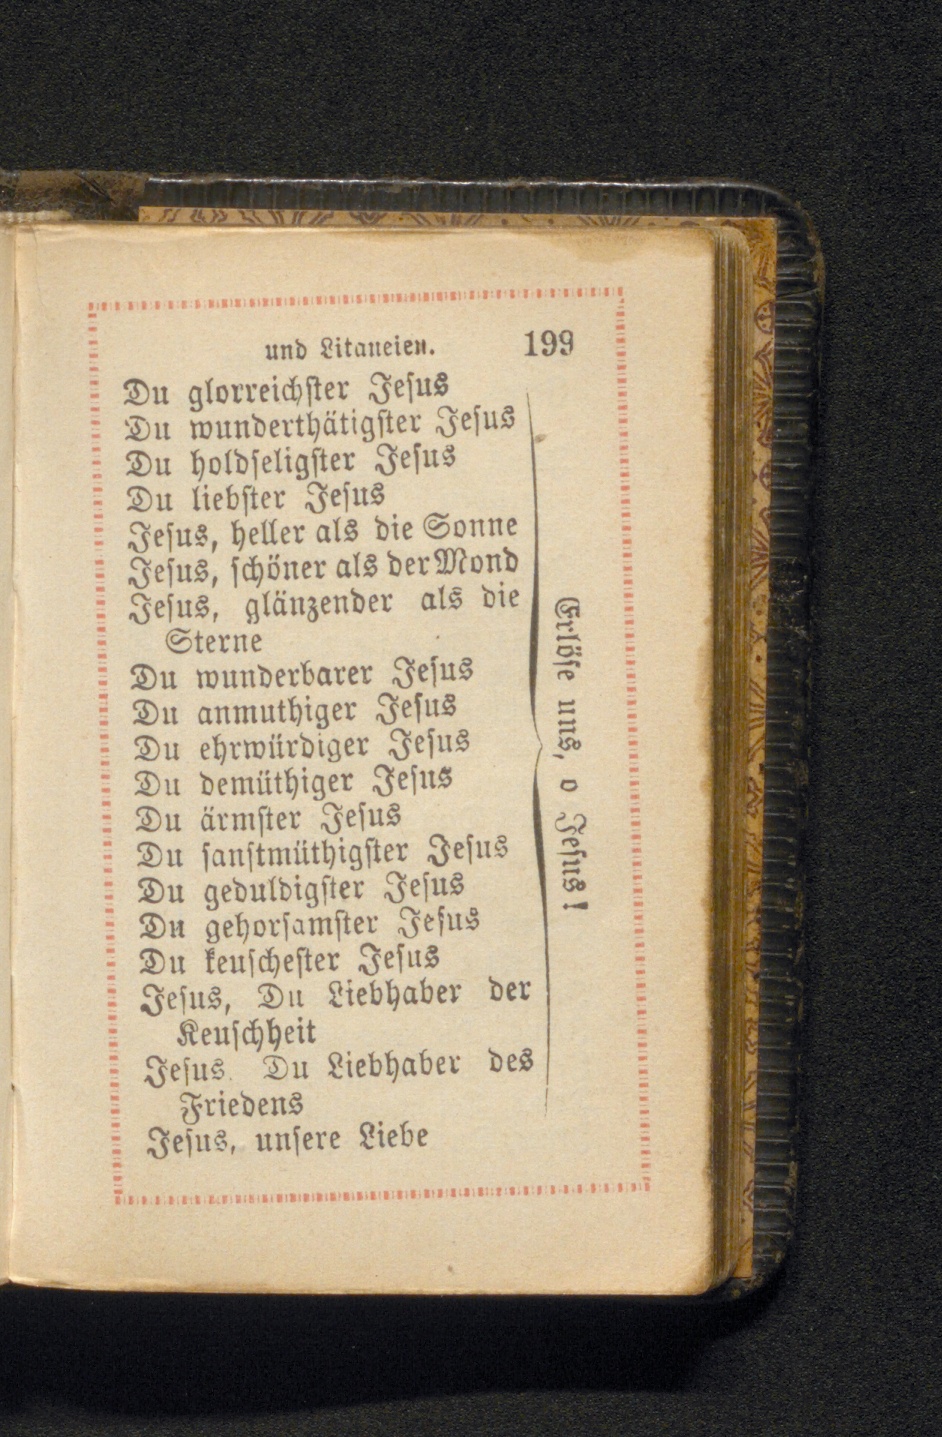 und Litaneien. 199
Du glorreichster Jesus
Du wunderthätigster Jesus
Du holdseligster Jesus
Du liebster Jesus
Jesus, heller als die Sonne
Jesus, schöner als der Mond
Jesus, glänzender als die
Sterne
Du wunderbarer Jesus
Du anmuthiger Jesus
Du ehrwürdiger Jesus
Du demüthiger Jesus
Du ärmster Jesus
Du sanftmüthigster Jesus
Du geduldigster Jesus
Du gehorsamster Jesus
Du keuschester Jesus
Jesus, Du Liebhaber der
Keuschheit
Jesus. Du Liebhaber des
Friedens
Jesus, unsere Liebe
Erlöse uns, o Jesus!